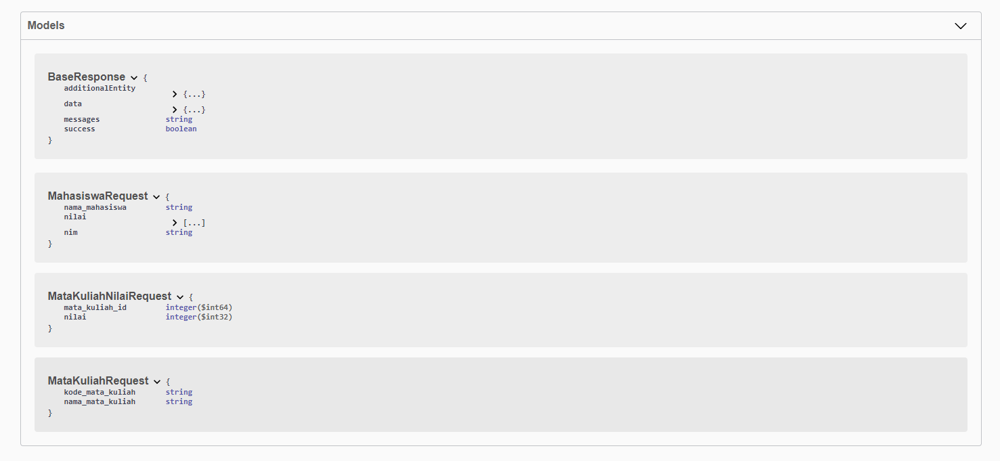 Models
BaseResponse {
additionalEntity
{...}
data
{...}
messages string
success boolean
}
MahasiswaRequest {
nama_mahasiswa string
nilai
[...]
nim string
}
MataKuliahNilaiRequest {
mata_kuliah_id integer($int64)
nilai integer($int32)
}
MataKuliahRequest {
kode_mata_kuliah string
nama_mata_kuliah string
}